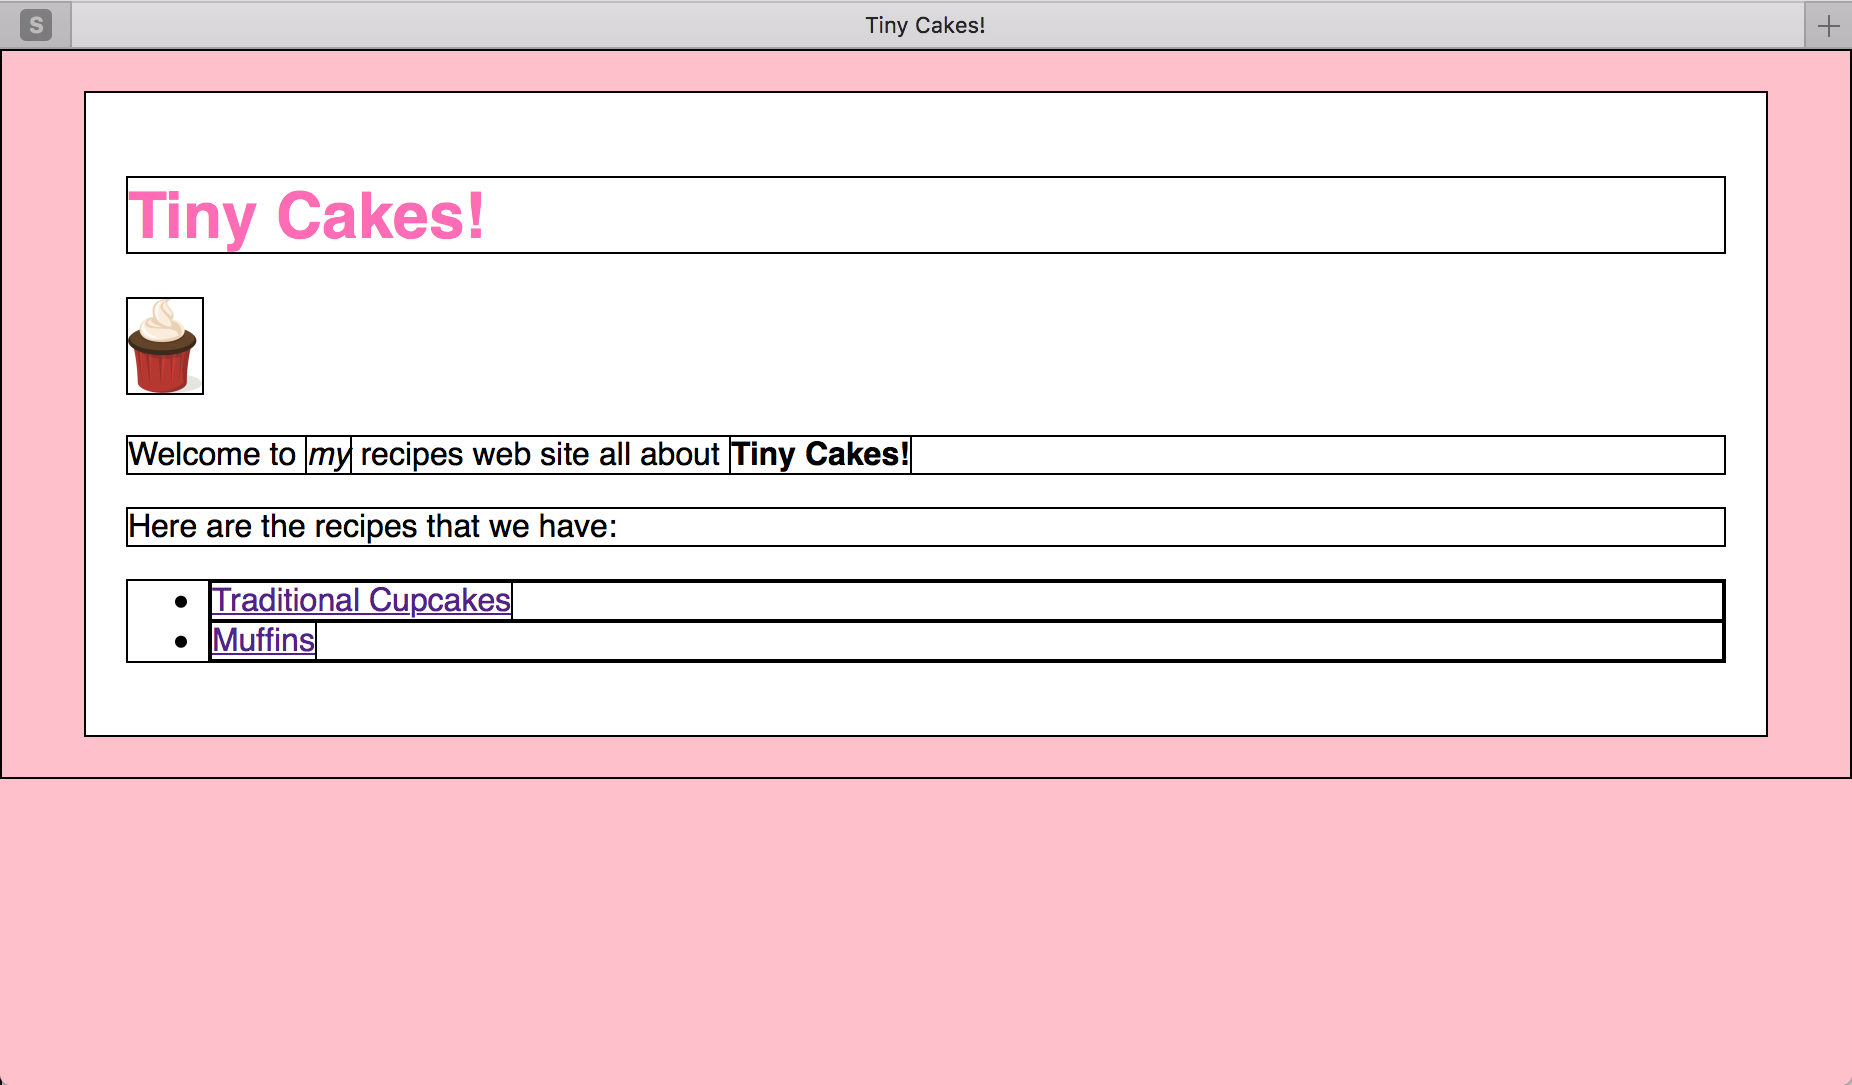 S
Tiny Cakes!
Tiny Cakes!
Welcome to my recipes web site all about Tiny Cakes!
Here are the recipes that we have:
• Traditional Cupcakes
• Muffins